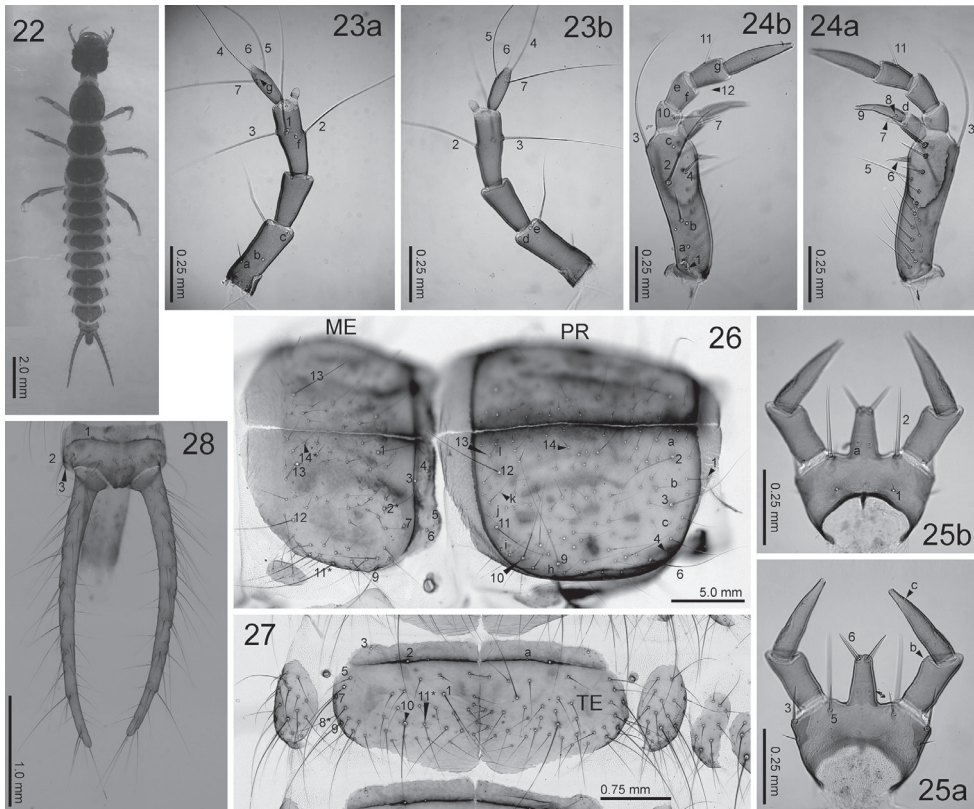 22
2.0 mm
23a
4 6 5
7
g
3 1 2
f
c
a b
0.25 mm
23b
5 6 4
7
2 3
e
d
0.25 mm
24b
11
g
e
f 12
10
7
3 c
2 4
b
a
1
0.25 mm
24a
11
8 d
9
7
3
5 6
0.25 mm
26
ME PR
13
14* 1
13
4
3
2*
12 7 5
6
11* 9
13 14 a
l 2
12 1
k b
j 3
11 c
i 4
9
10 h 6
5.0 mm
25b
2
a
1
0.25 mm
28
1
2
3
1.0 mm
27
3 2 a
5
7 11* 1
10 TE
8*
9
0.75 mm
25a
c
6
b
3 5
0.25 mm